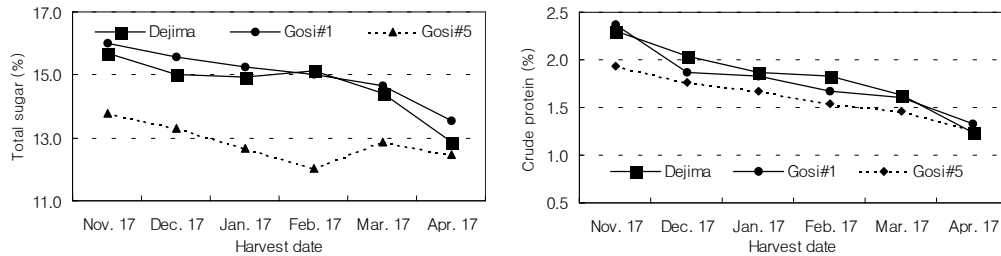 Total sugar (%)
17.0
15.0
13.0
11.0
Dejima Gosi#1 Gosi#5
Nov. 17 Dec. 17 Jan. 17 Feb. 17 Mar. 17 Apr. 17
Harvest date
Crude protein (%)
2.5
2.0
1.5
1.0
0.5
Dejima Gosi#1 Gosi#5
Nov. 17 Dec. 17 Jan. 17 Feb. 17 Mar. 17 Apr. 17
Harvest date